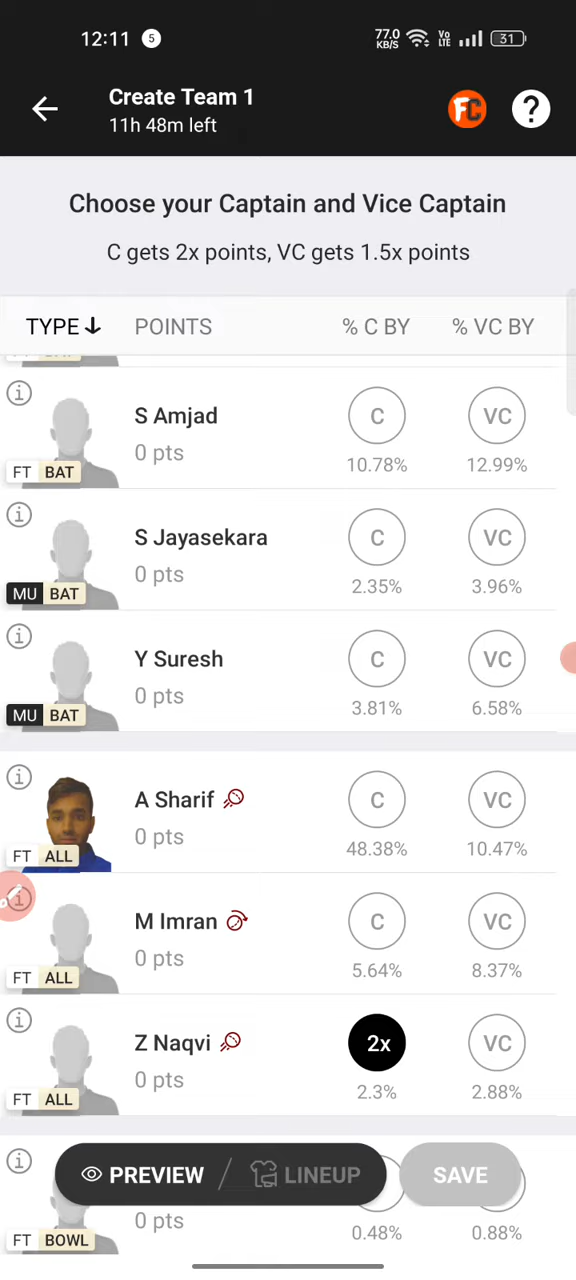 12:11 5 77.0 KB/S Vo LTE 31
Create Team 1
11h 48m left
FC ?
Choose your Captain and Vice Captain
C gets 2x points, VC gets 1.5x points
TYPE POINTS % C BY % VC BY
S Amjad C VC
0 pts
FT BAT 10.78% 12.99%
S Jayasekara C VC
0 pts
MU BAT 2.35% 3.96%
Y Suresh C VC
0 pts
MU BAT 3.81% 6.58%
A Sharif C VC
0 pts
FT ALL 48.38% 10.47%
M Imran C VC
0 pts
FT ALL 5.64% 8.37%
Z Naqvi 2x VC
0 pts
FT ALL 2.3% 2.88%
PREVIEW / LINEUP SAVE
0 pts
FT BOWL 0.48% 0.88%